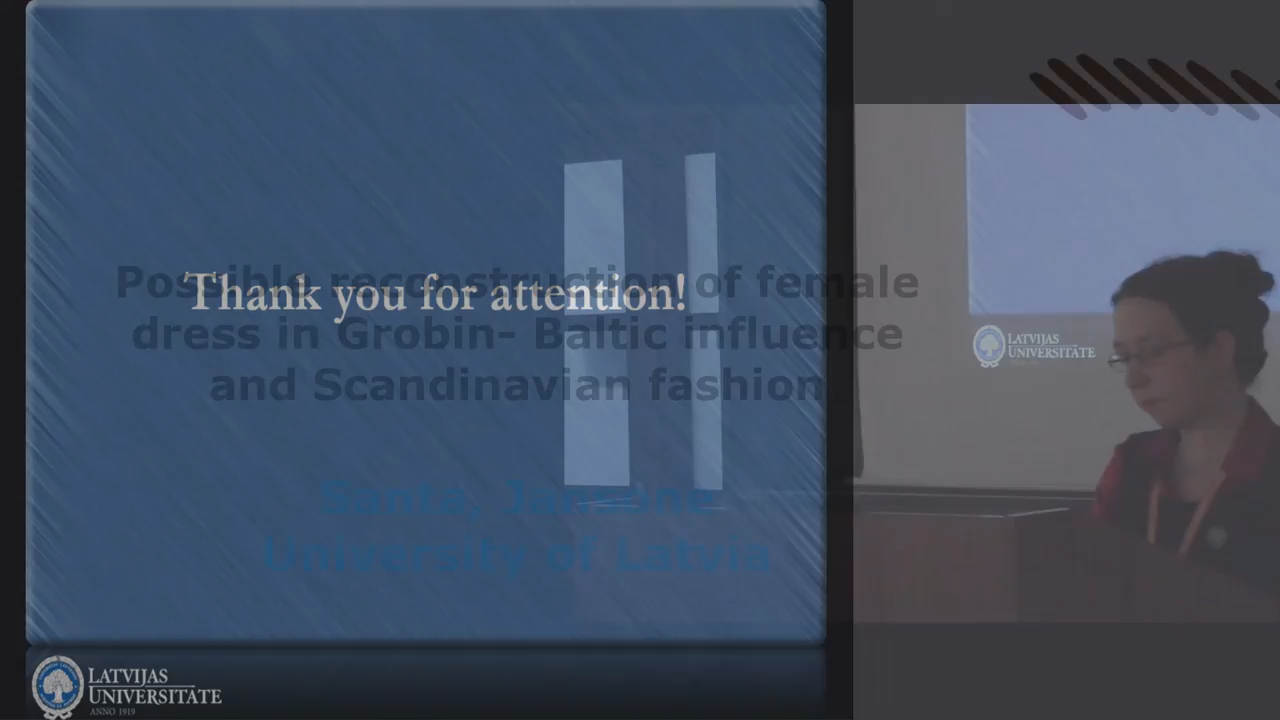 Thank you for attention!
Possible reconstruction of female
dress in Grobin- Baltic influence
and Scandinavian fashion
Santa, Jansone
University of Latvia
LATVIJAS
UNIVERSITĀTE
ANNO 1919
LATVIJAS
UNIVERSITĀTE